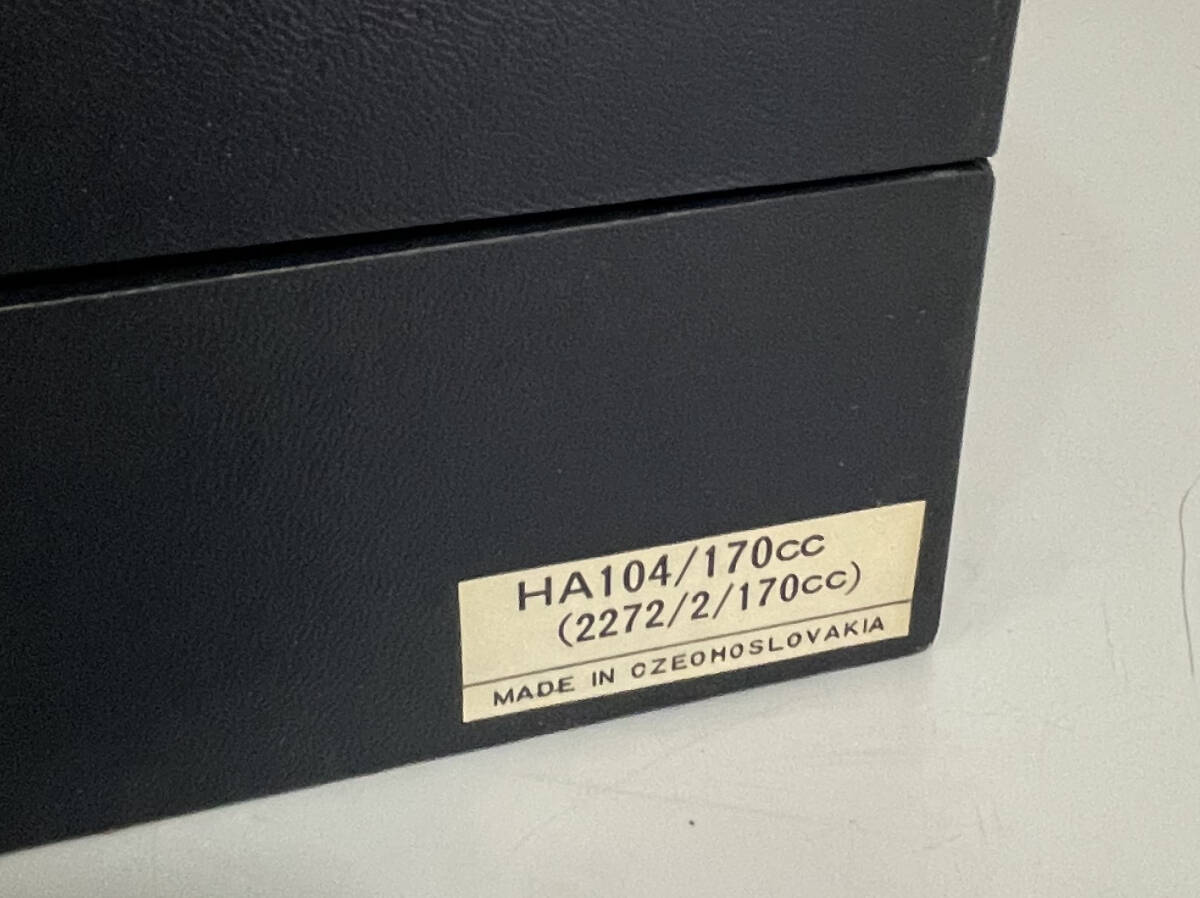 HA104/170cc
(2272/2/170cc)
MADE IN CZEOHOSLOVAKIA